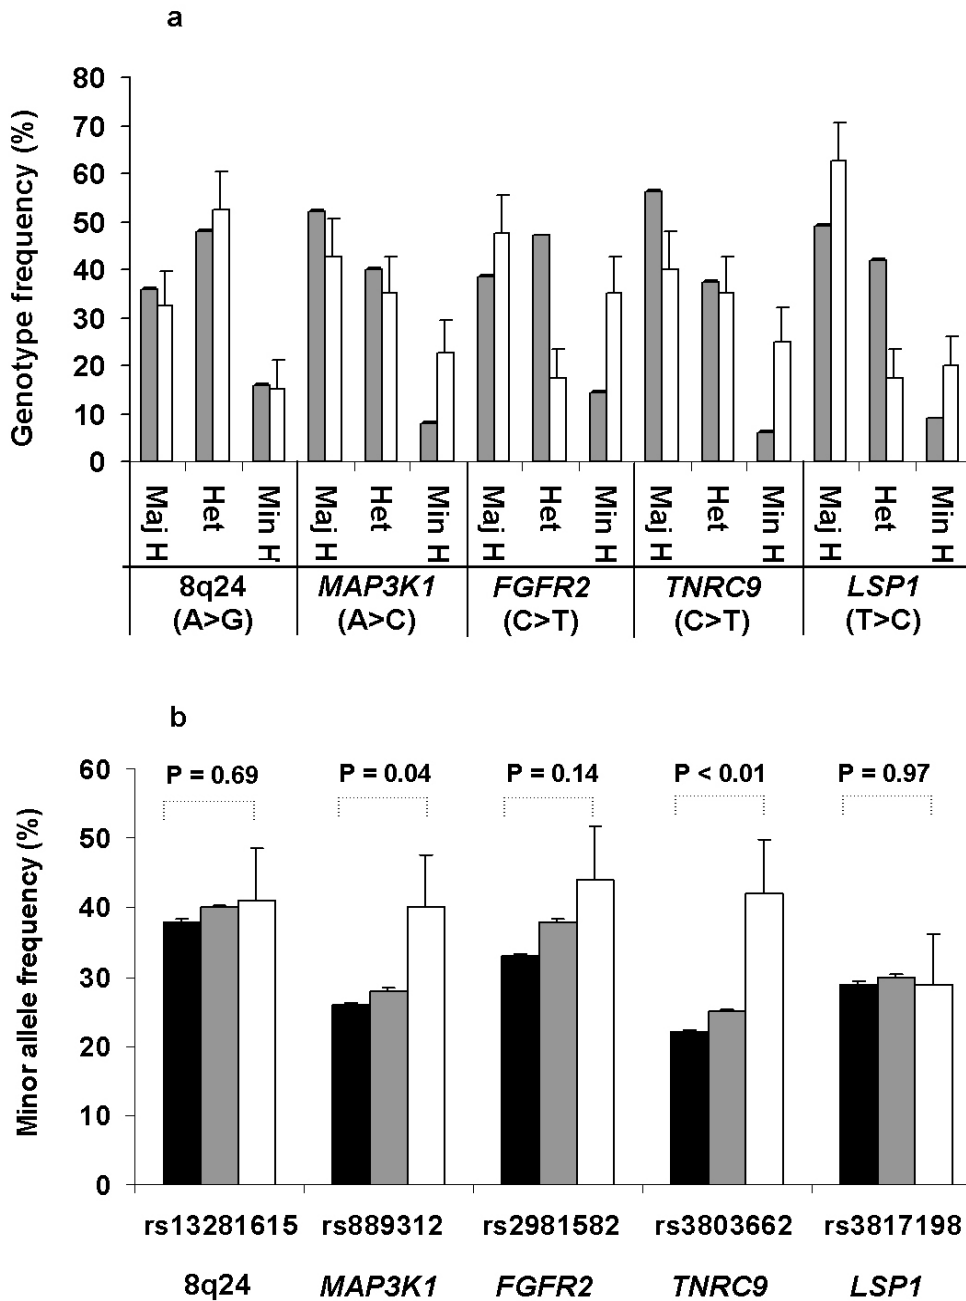 a
Genotype frequency (%)
80
70
60
50
40
30
20
10
0
Maj H Het Min H Maj H Het Min H Maj H Het Min H Maj H Het Min H Maj H Het Min H
8q24 MAP3K1 FGFR2 TNRC9 LSP1
(A>G) (A>C) (C>T) (C>T) (T>C)
b
Minor allele frequency (%)
60
50
40
30
20
10
0
P = 0.69 P = 0.04 P = 0.14 P < 0.01 P = 0.97
rs13281615 rs889312 rs2981582 rs3803662 rs3817198
8q24 MAP3K1 FGFR2 TNRC9 LSP1